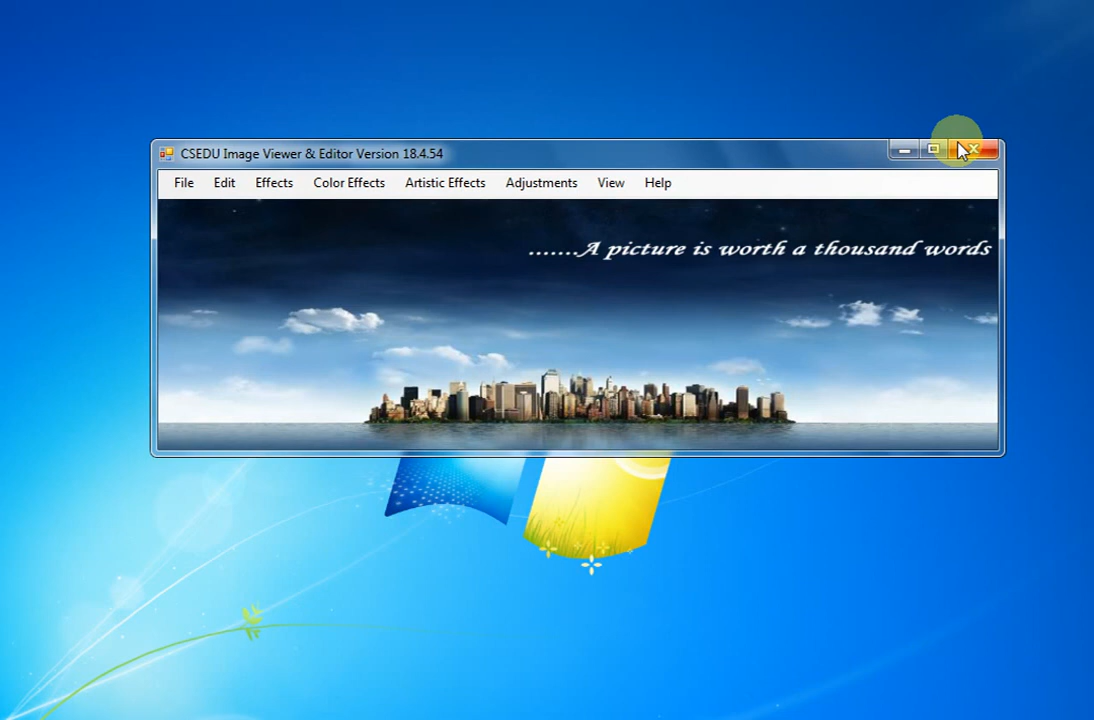 CSEDU Image Viewer & Editor Version 18.4.54
File Edit Effects Color Effects Artistic Effects Adjustments View Help
.......A picture is worth a thousand words